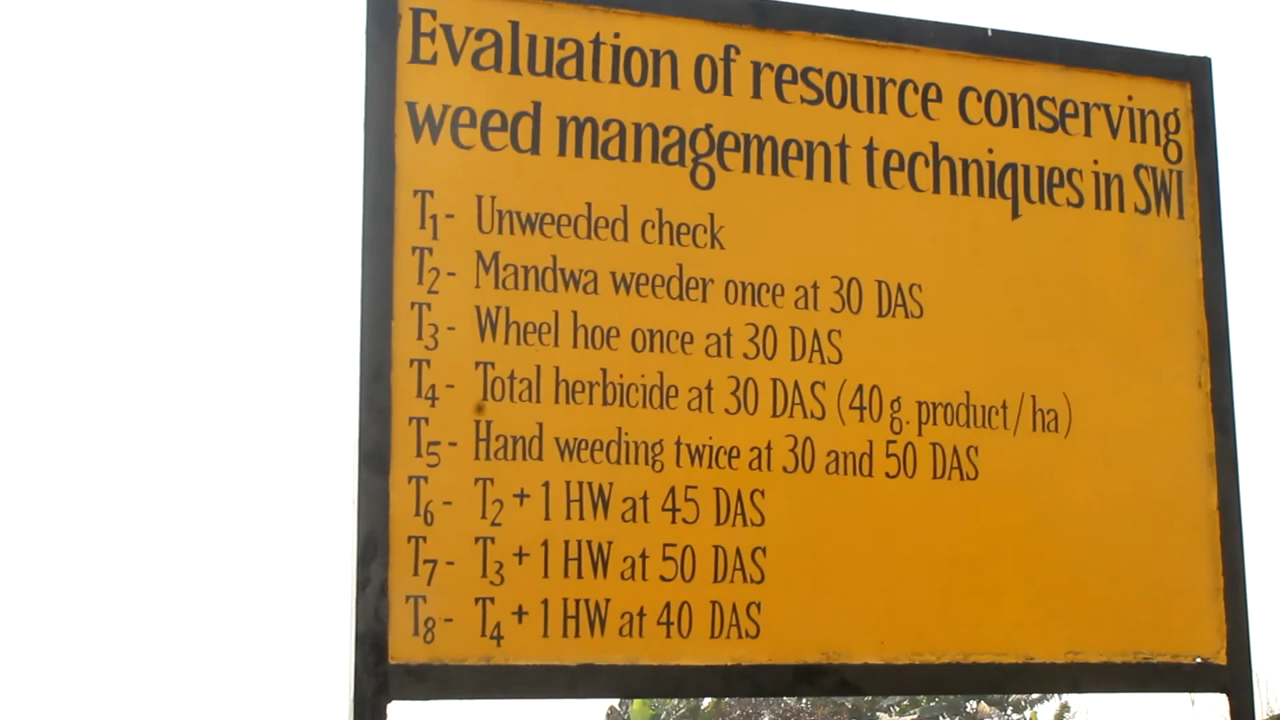 Evaluation of resource conserving
weed management techniques in SWI
T₁- Unweeded check
T₂- Mandwa weeder once at 30 DAS
T₃- Wheel hoe once at 30 DAS
T₄- Total herbicide at 30 DAS (40 g. product/ha)
T₅- Hand weeding twice at 30 and 50 DAS
T₆- T₂ + 1 HW at 45 DAS
T₇- T₃ + 1 HW at 50 DAS
T₈- T₄ + 1 HW at 40 DAS